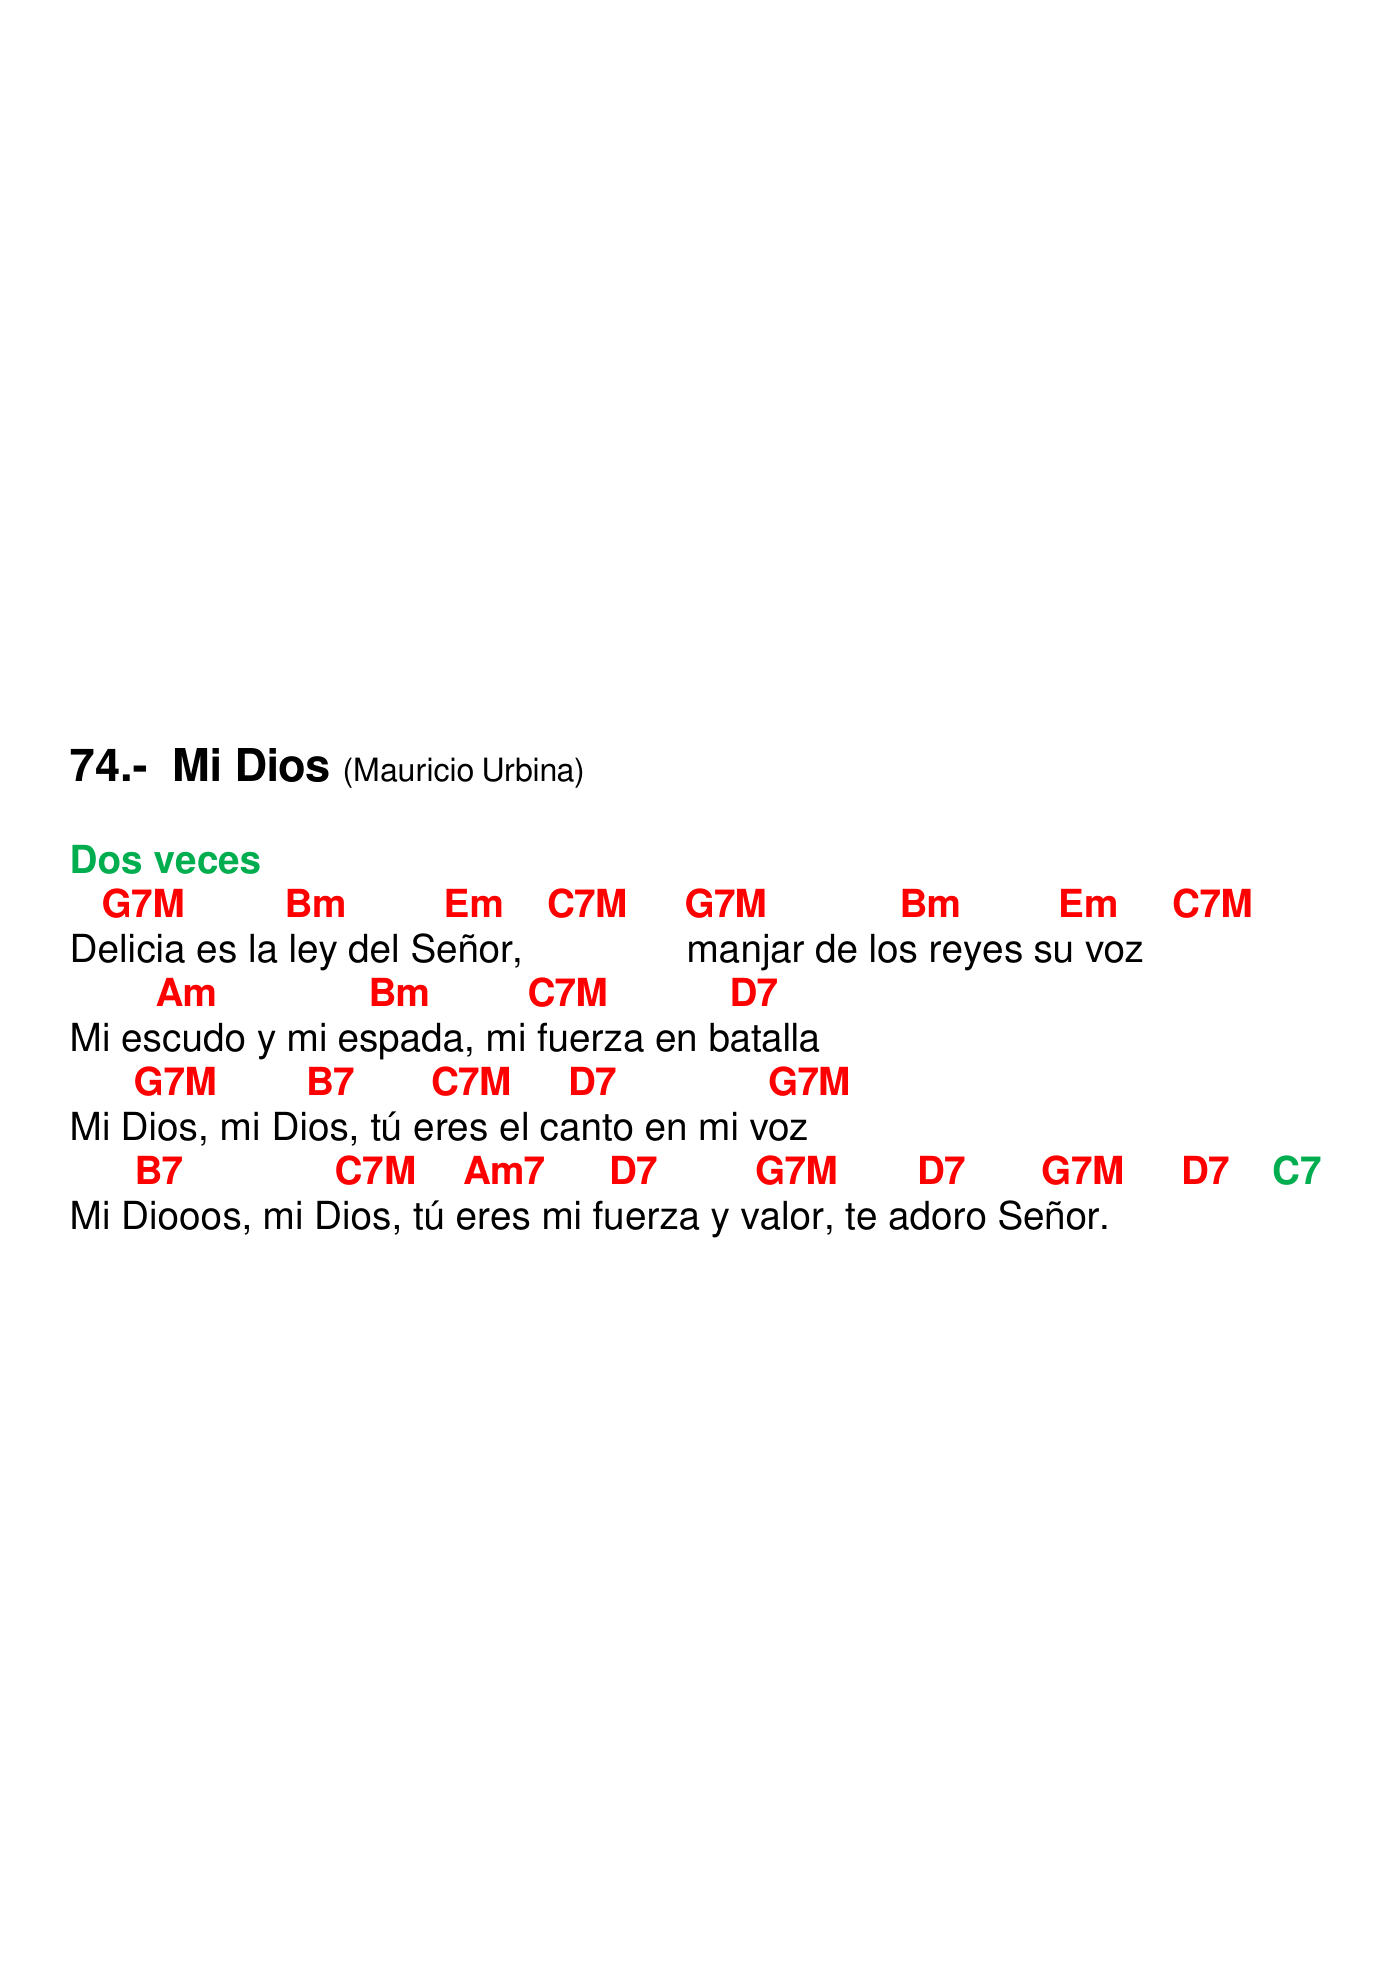 74.-  Mi Dios (Mauricio Urbina)
Dos veces
G7M Bm Em C7M G7M Bm Em C7M
Delicia es la ley del Señor, manjar de los reyes su voz
Am Bm C7M D7
Mi escudo y mi espada, mi fuerza en batalla
G7M B7 C7M D7 G7M
Mi Dios, mi Dios, tú eres el canto en mi voz
B7 C7M Am7 D7 G7M D7 G7M D7 C7
Mi Diooos, mi Dios, tú eres mi fuerza y valor, te adoro Señor.